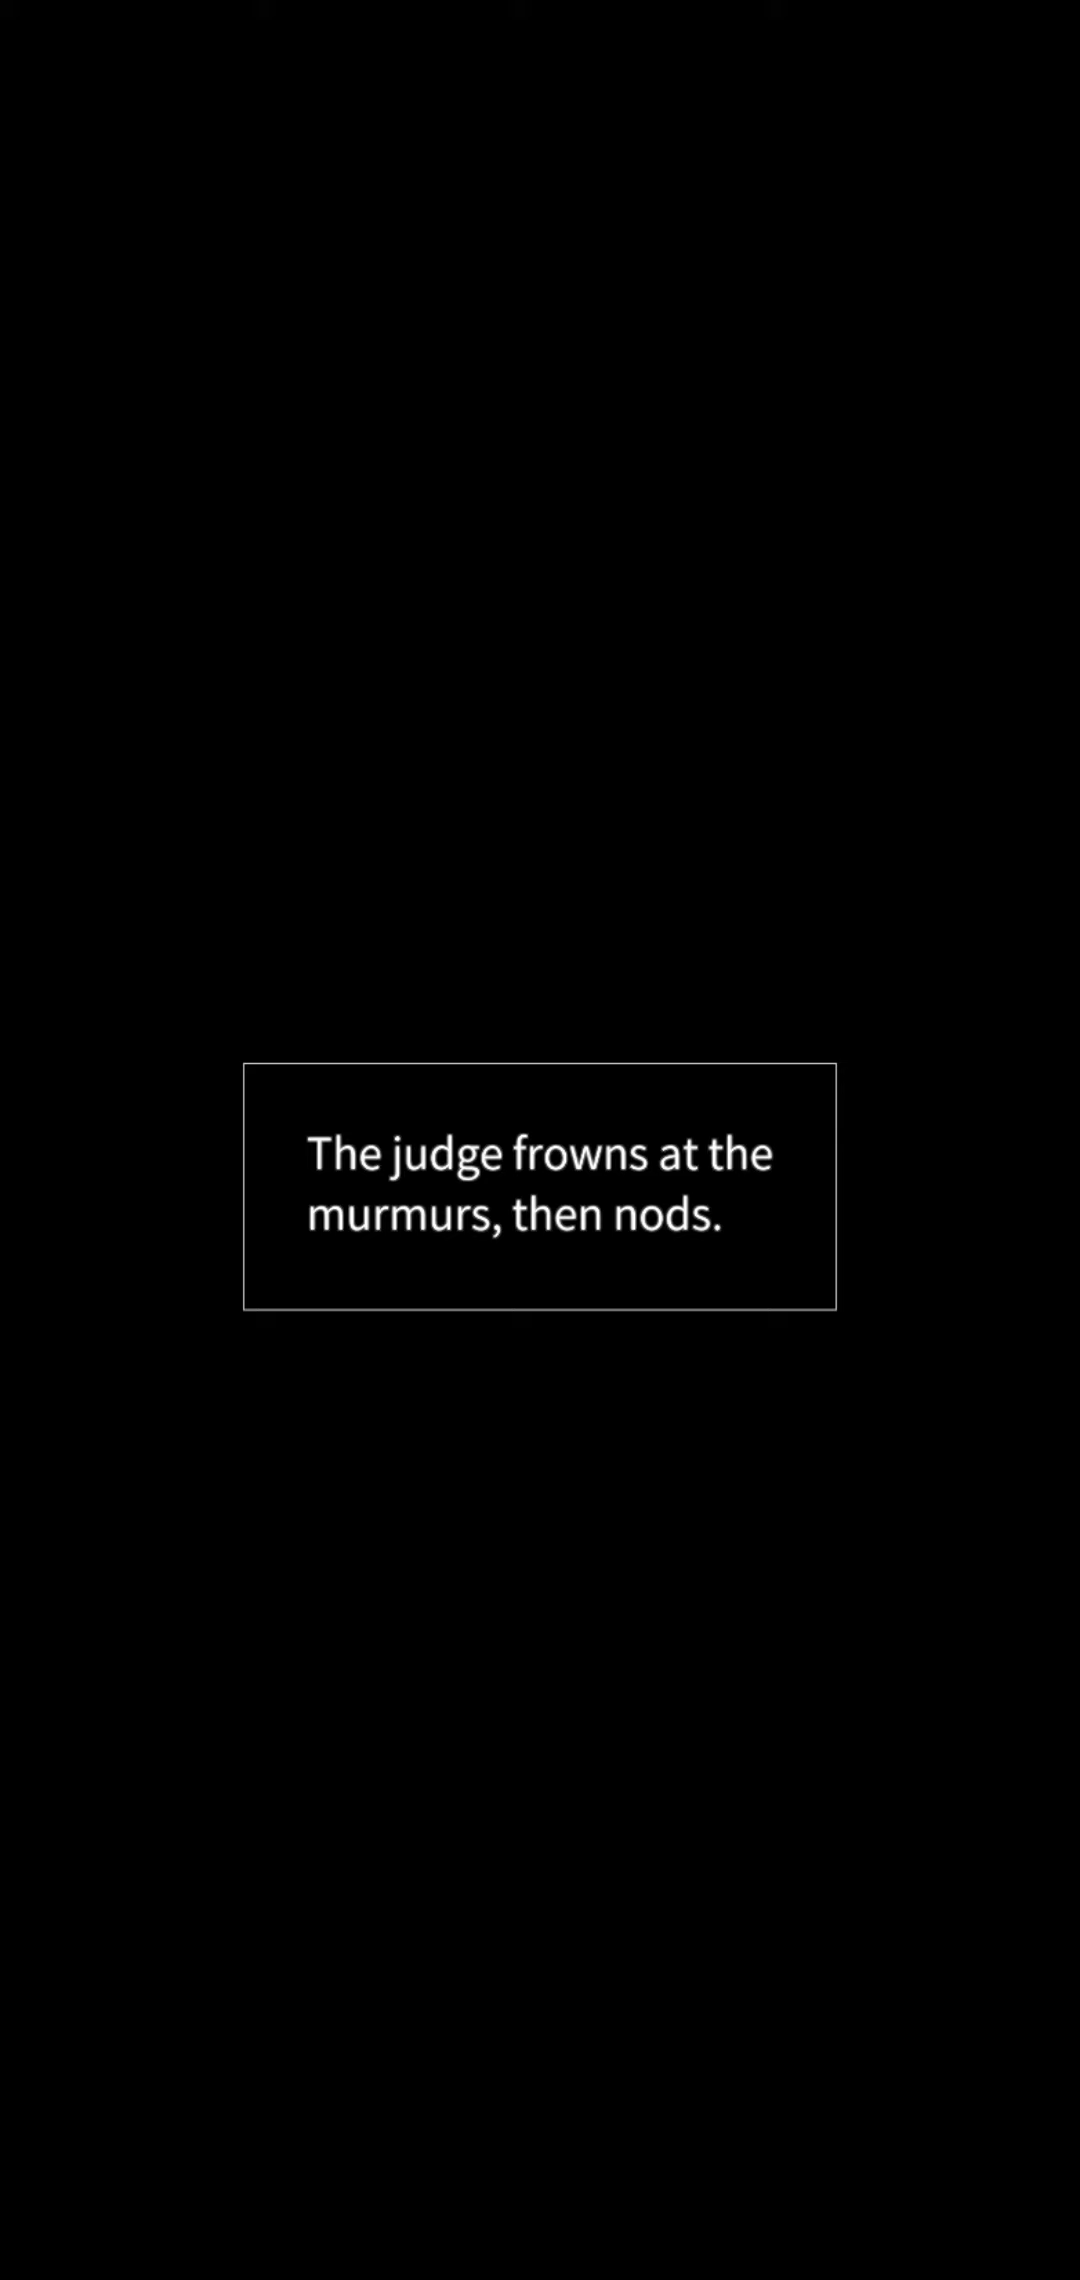 The judge frowns at the
murmurs, then nods.